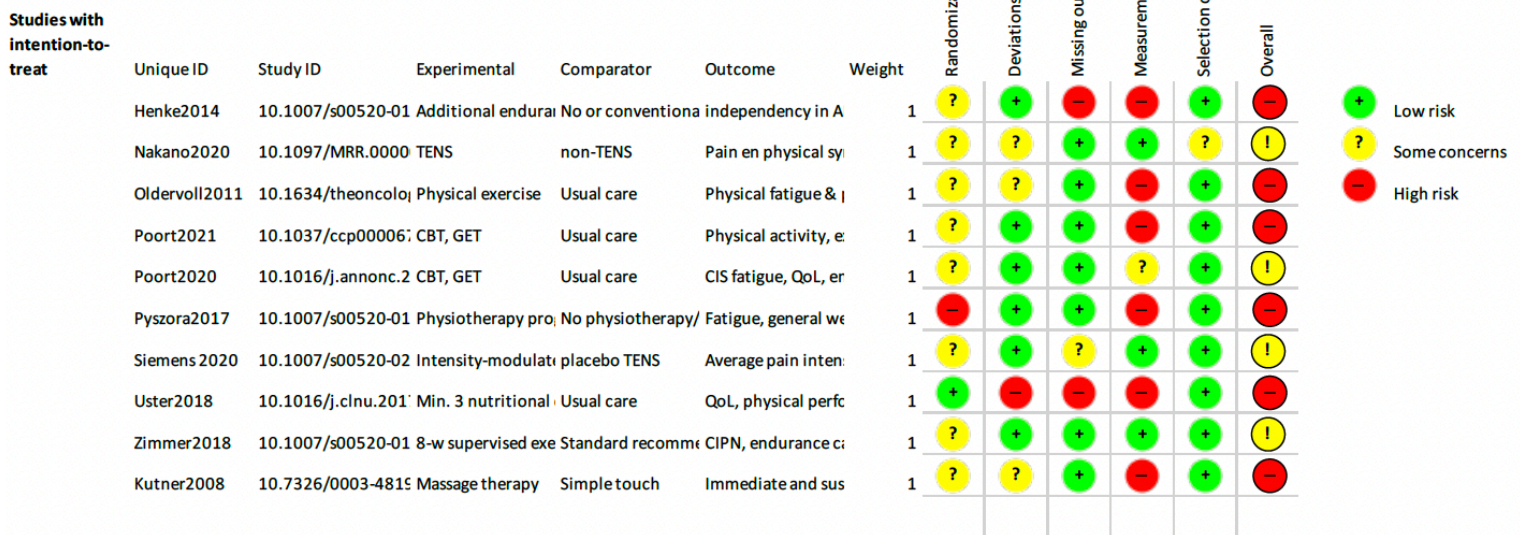 Studies with
intention-to-
treat
Unique ID Study ID Experimental Comparator Outcome Weight Randomiz Deviations Missing ou Measurem Selection o Overall
Henke2014 10.1007/s00520-01 Additional endura No or conventiona independency in A 1 ? + − − + −
Nakano2020 10.1097/MRR.0000 TENS non-TENS Pain en physical sy 1 ? ? + + ? !
Oldervoll2011 10.1634/theoncolo Physical exercise Usual care Physical fatigue & p 1 ? ? + − + −
Poort2021 10.1037/ccp000067 CBT, GET Usual care Physical activity, e 1 ? + + − + −
Poort2020 10.1016/j.annonc.2 CBT, GET Usual care CIS fatigue, QoL, em 1 ? + + ? + !
Pyszora2017 10.1007/s00520-01 Physiotherapy pro No physiotherapy/ Fatigue, general we 1 − + + − + −
Siemens 2020 10.1007/s00520-02 Intensity-modulate placebo TENS Average pain inten 1 ? + ? + + !
Uster2018 10.1016/j.clnu.201 Min. 3 nutritional Usual care QoL, physical perfo 1 + − − − + −
Zimmer2018 10.1007/s00520-01 8-w supervised exe Standard recomme CIPN, endurance ca 1 ? + + + + !
Kutner2008 10.7326/0003-4819 Massage therapy Simple touch Immediate and sus 1 ? ? + − + −
+ Low risk
? Some concerns
− High risk